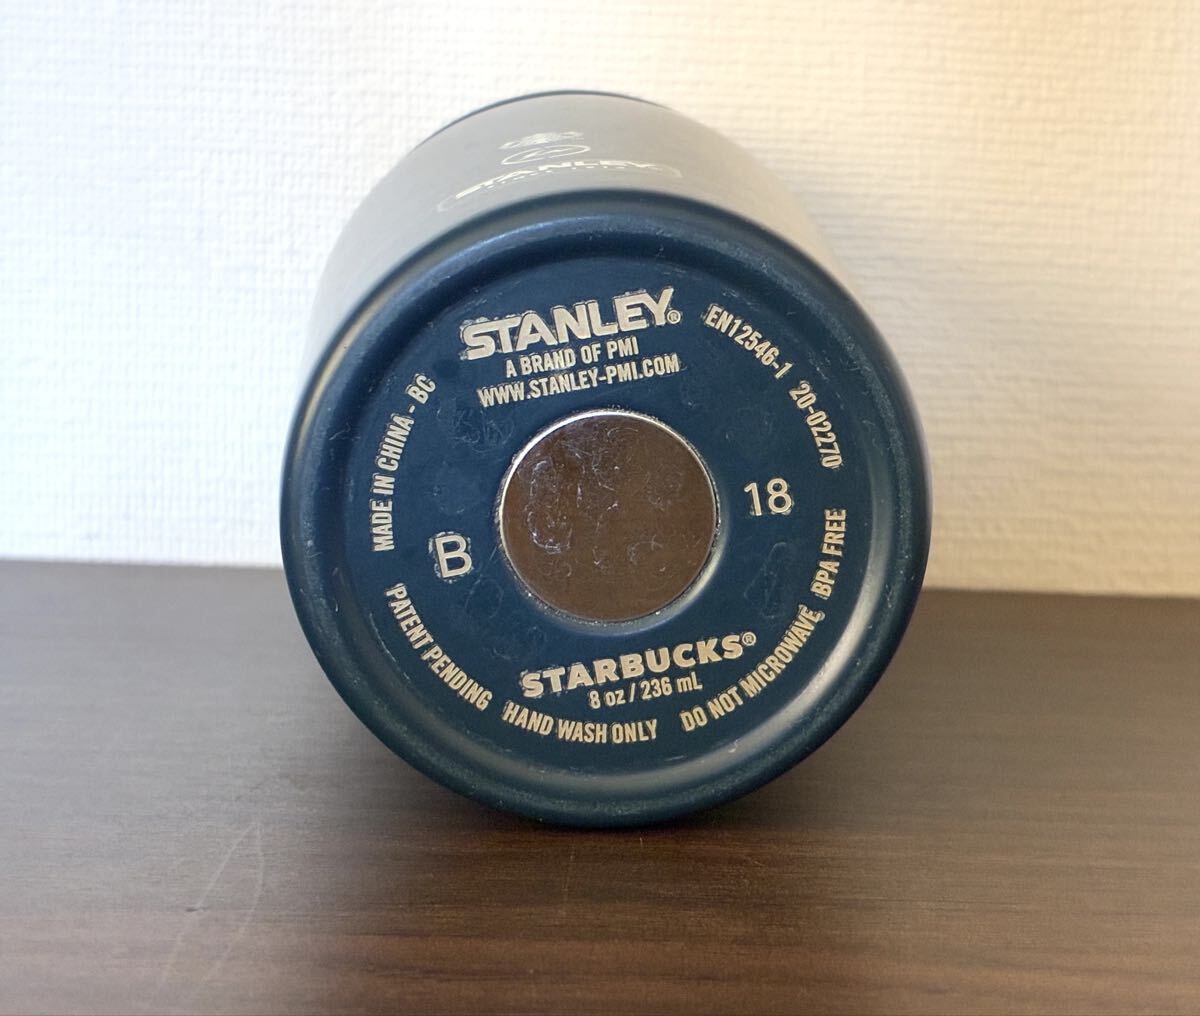 STANLEY
STANLEY®
A BRAND OF PMI
WWW.STANLEY-PMI.COM
EN12546-1 20-02270
MADE IN CHINA - BC
B
18
STARBUCKS®
8 oz / 236 mL
PATENT PENDING HAND WASH ONLY DO NOT MICROWAVE BPA FREE